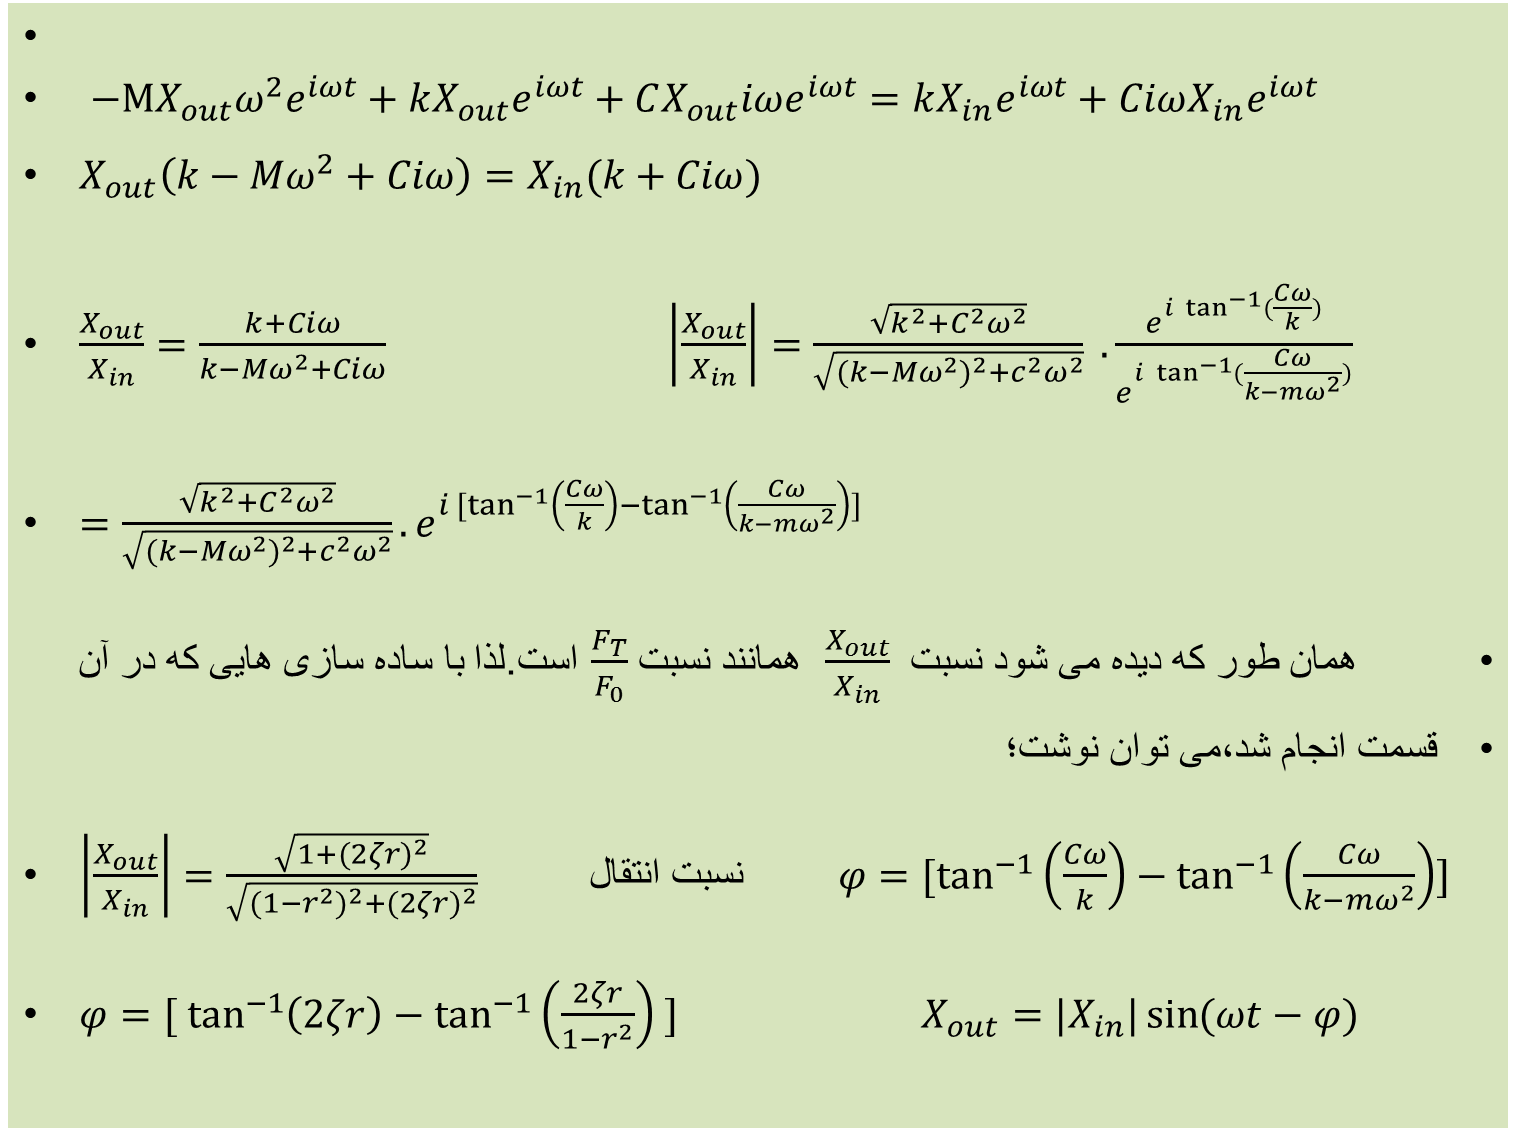 •
• −MX_out ω² e^{iωt} + kX_out e^{iωt} + CX_out iωe^{iωt} = kX_in e^{iωt} + CiωX_in e^{iωt}
• X_out(k − Mω² + Ciω) = X_in(k + Ciω)
• X_out/X_in = (k+Ciω)/(k−Mω²+Ciω) |X_out/X_in| = √(k²+C²ω²)/√((k−Mω²)²+c²ω²) . e^{i tan⁻¹(Cω/k)}/e^{i tan⁻¹(Cω/(k−mω²))}
• = √(k²+C²ω²)/√((k−Mω²)²+c²ω²) . e^{i [tan⁻¹(Cω/k)−tan⁻¹(Cω/(k−mω²))]}
• همان طور که دیده می شود نسبت X_out/X_in همانند نسبت F_T/F_0 است.لذا با ساده سازی هایی که در آن
• قسمت انجام شد،می توان نوشت؛
• |X_out/X_in| = √(1+(2ζr)²)/√((1−r²)²+(2ζr)²) نسبت انتقال φ = [tan⁻¹(Cω/k) − tan⁻¹(Cω/(k−mω²))]
• φ = [ tan⁻¹(2ζr) − tan⁻¹(2ζr/(1−r²)) ] X_out = |X_in| sin(ωt − φ)